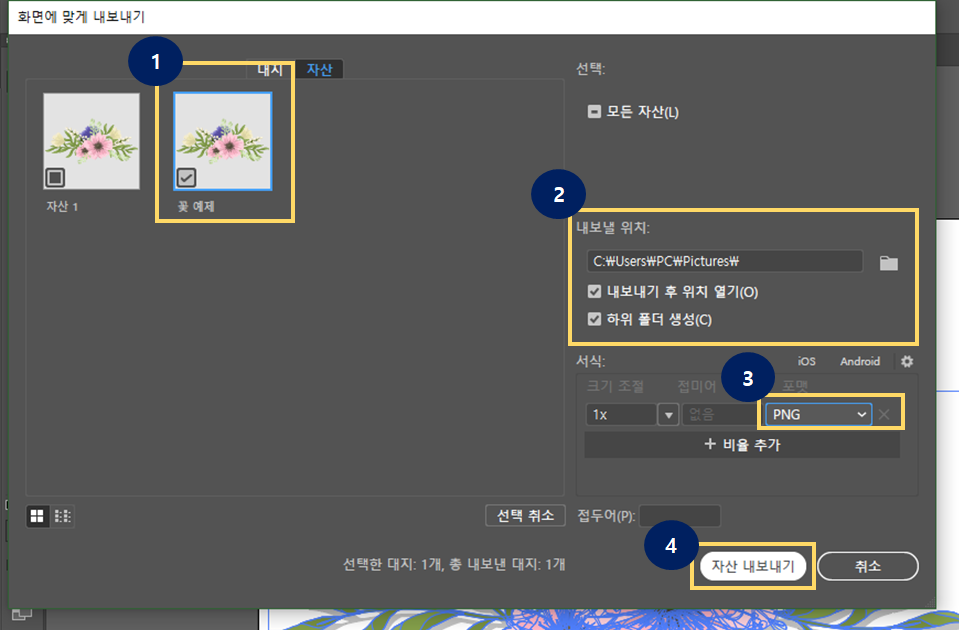 화면에 맞게 내보내기
1
대지 자산
자산 1
꽃 예제
선택:
모든 자산(L)
2
내보낼 위치:
C:₩Users₩PC₩Pictures₩
내보내기 후 위치 열기(O)
하위 폴더 생성(C)
서식: iOS Android
3
크기 조절 접미어 포맷
1x 없음 PNG
+ 비율 추가
선택 취소 접두어(P):
4
선택한 대지: 1개, 총 내보낸 대지: 1개
자산 내보내기 취소